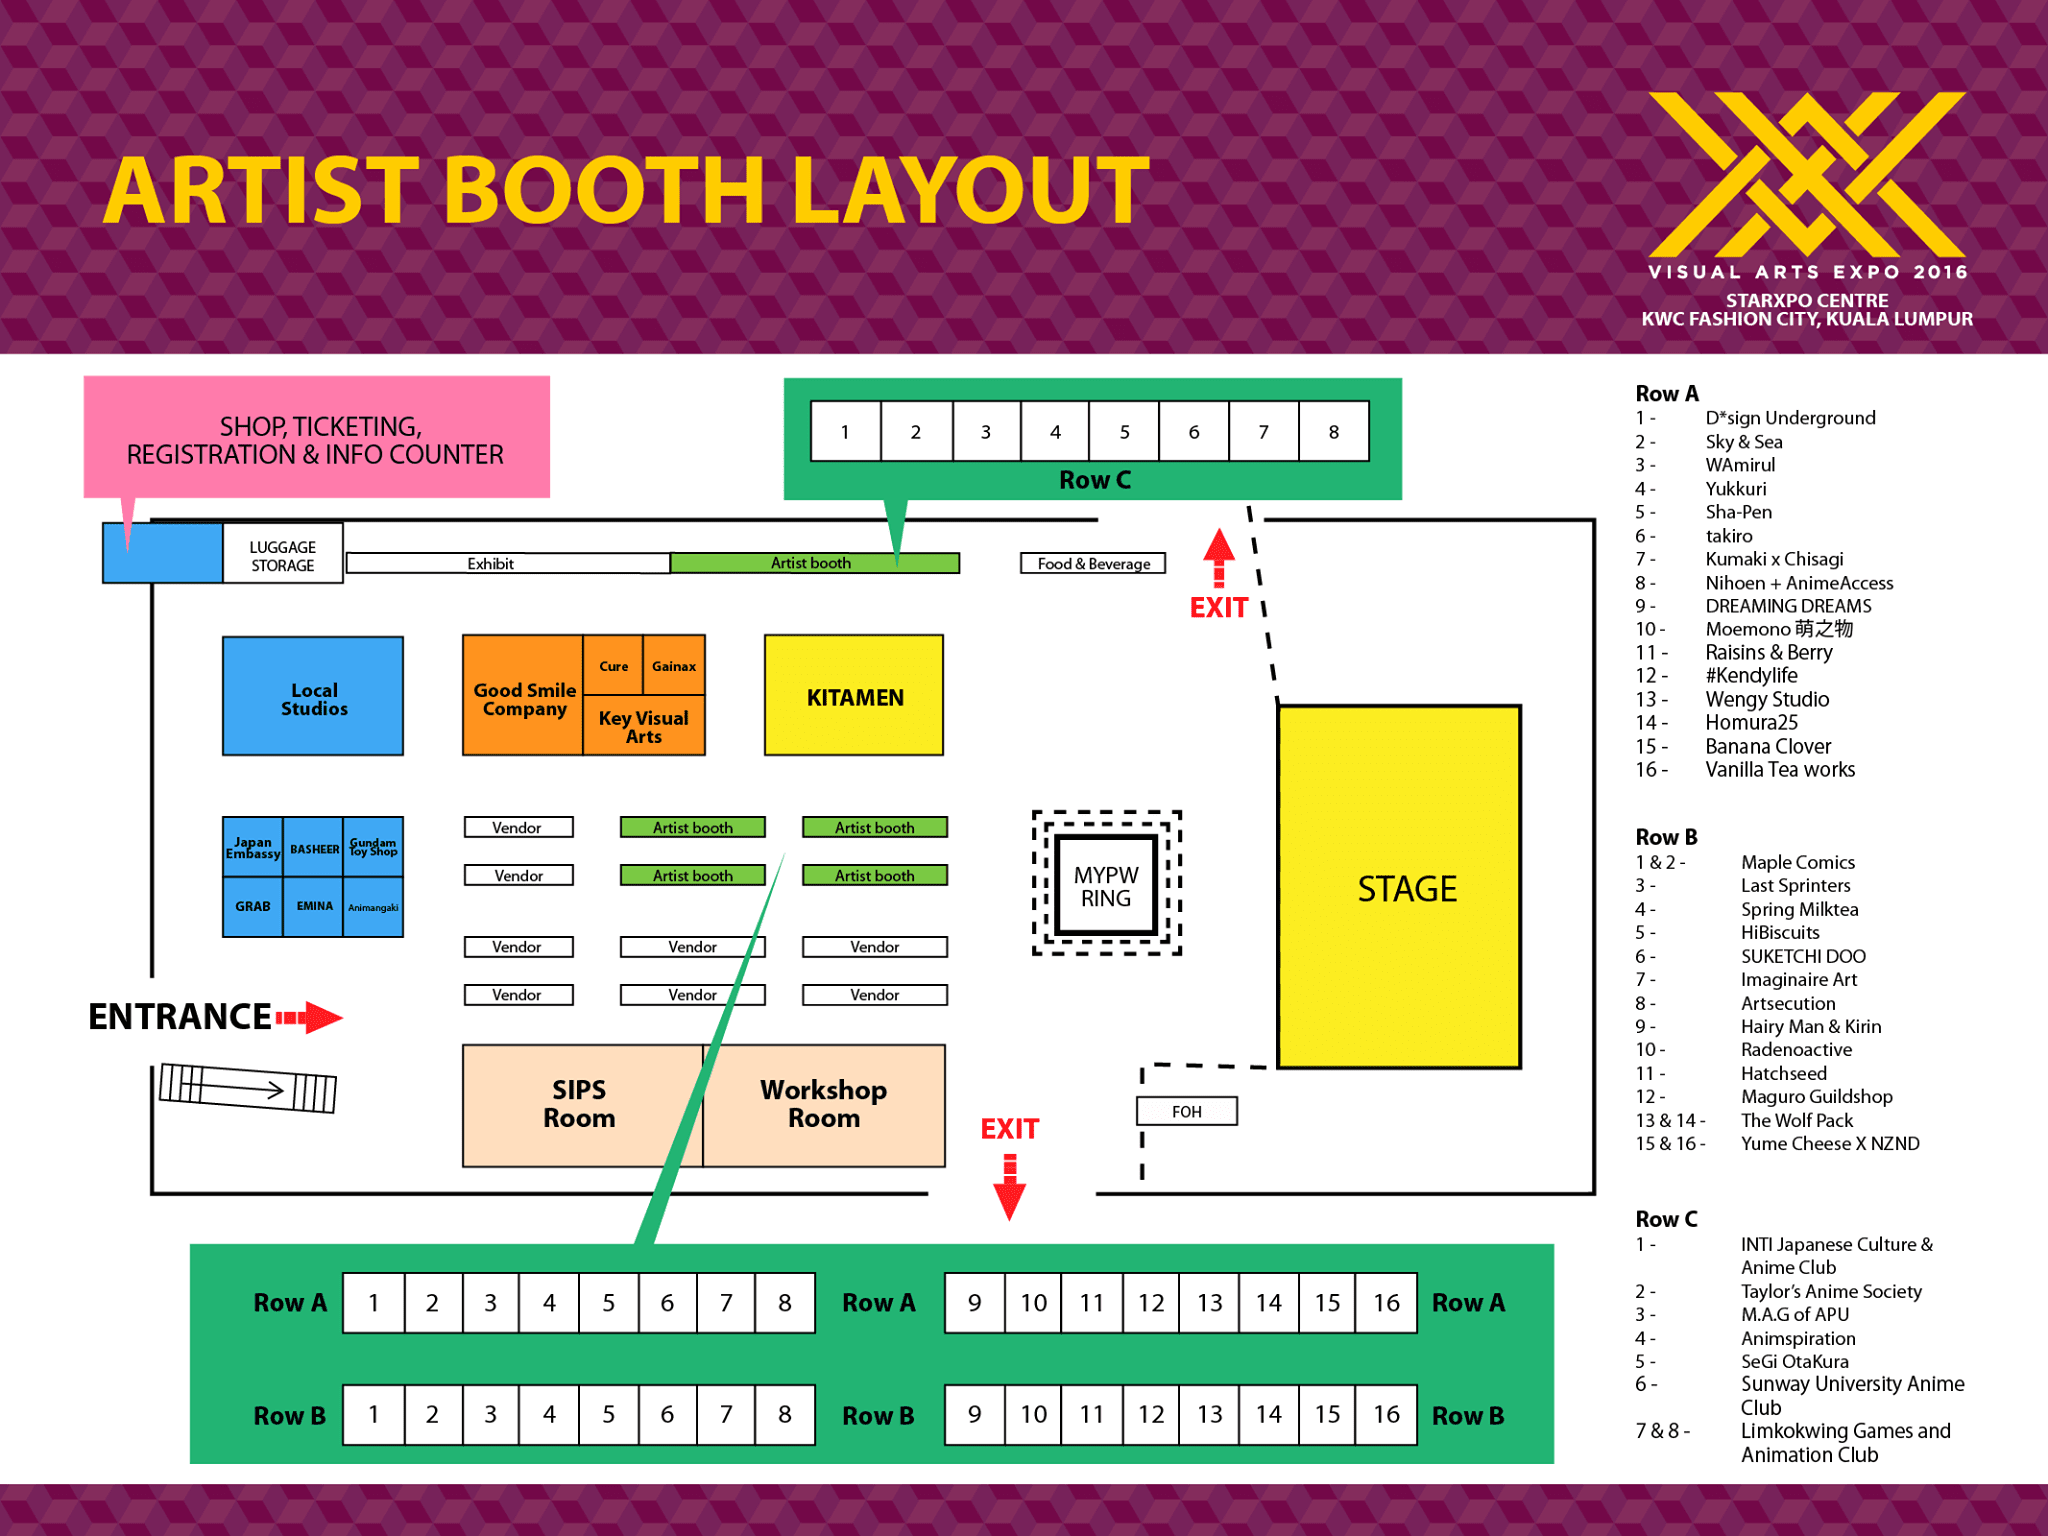 ARTIST BOOTH LAYOUT
VISUAL ARTS EXPO 2016
STARXPO CENTRE
KWC FASHION CITY, KUALA LUMPUR
SHOP, TICKETING,
REGISTRATION & INFO COUNTER
1 2 3 4 5 6 7 8
Row C
LUGGAGE
STORAGE
Exhibit
Artist booth
Food & Beverage
EXIT
Local
Studios
Good Smile
Company
Cure
Gainax
Key Visual
Arts
KITAMEN
Japan
Embassy
BASHEER
Gundam
Toy Shop
GRAB
EMINA
Animangaki
Vendor
Artist booth
Artist booth
Vendor
Artist booth
Artist booth
Vendor
Vendor
Vendor
Vendor
Vendor
Vendor
MYPW
RING
STAGE
ENTRANCE
SIPS
Room
Workshop
Room
EXIT
FOH
Row A 1 2 3 4 5 6 7 8 Row A 9 10 11 12 13 14 15 16 Row A
Row B 1 2 3 4 5 6 7 8 Row B 9 10 11 12 13 14 15 16 Row B
Row A
1 - D*sign Underground
2 - Sky & Sea
3 - WAmirul
4 - Yukkuri
5 - Sha-Pen
6 - takiro
7 - Kumaki x Chisagi
8 - Nihoen + AnimeAccess
9 - DREAMING DREAMS
10 - Moemono 萌之物
11 - Raisins & Berry
12 - #Kendylife
13 - Wengy Studio
14 - Homura25
15 - Banana Clover
16 - Vanilla Tea works
Row B
1 & 2 - Maple Comics
3 - Last Sprinters
4 - Spring Milktea
5 - HiBiscuits
6 - SUKETCHI DOO
7 - Imaginaire Art
8 - Artsecution
9 - Hairy Man & Kirin
10 - Radenoactive
11 - Hatchseed
12 - Maguro Guildshop
13 & 14 - The Wolf Pack
15 & 16 - Yume Cheese X NZND
Row C
1 - INTI Japanese Culture &
Anime Club
2 - Taylor's Anime Society
3 - M.A.G of APU
4 - Animspiration
5 - SeGi OtaKura
6 - Sunway University Anime
Club
7 & 8 - Limkokwing Games and
Animation Club